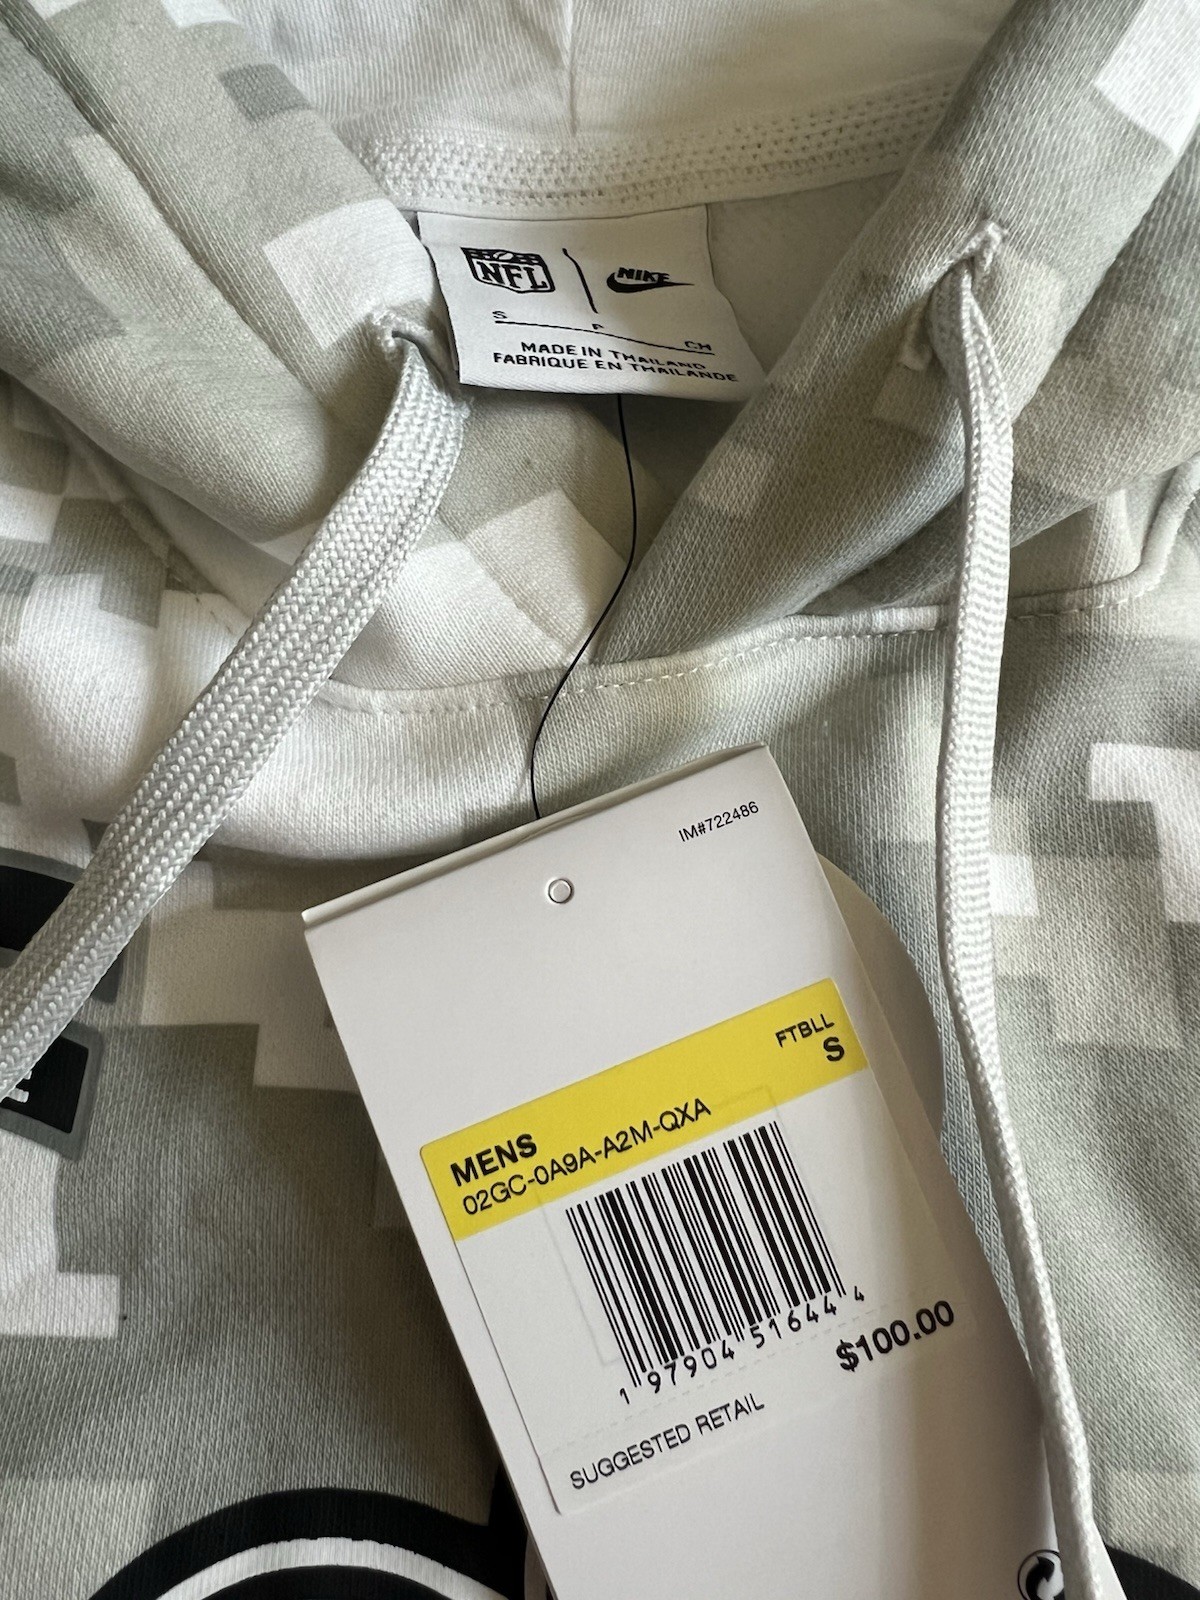 NFL NIKE
S P CH
MADE IN THAILAND
FABRIQUE EN THAILANDE
IM#722486
FTBLL
S
MENS
02GC-0A9A-A2M-QXA
1 97904 51644 4
$100.00
SUGGESTED RETAIL